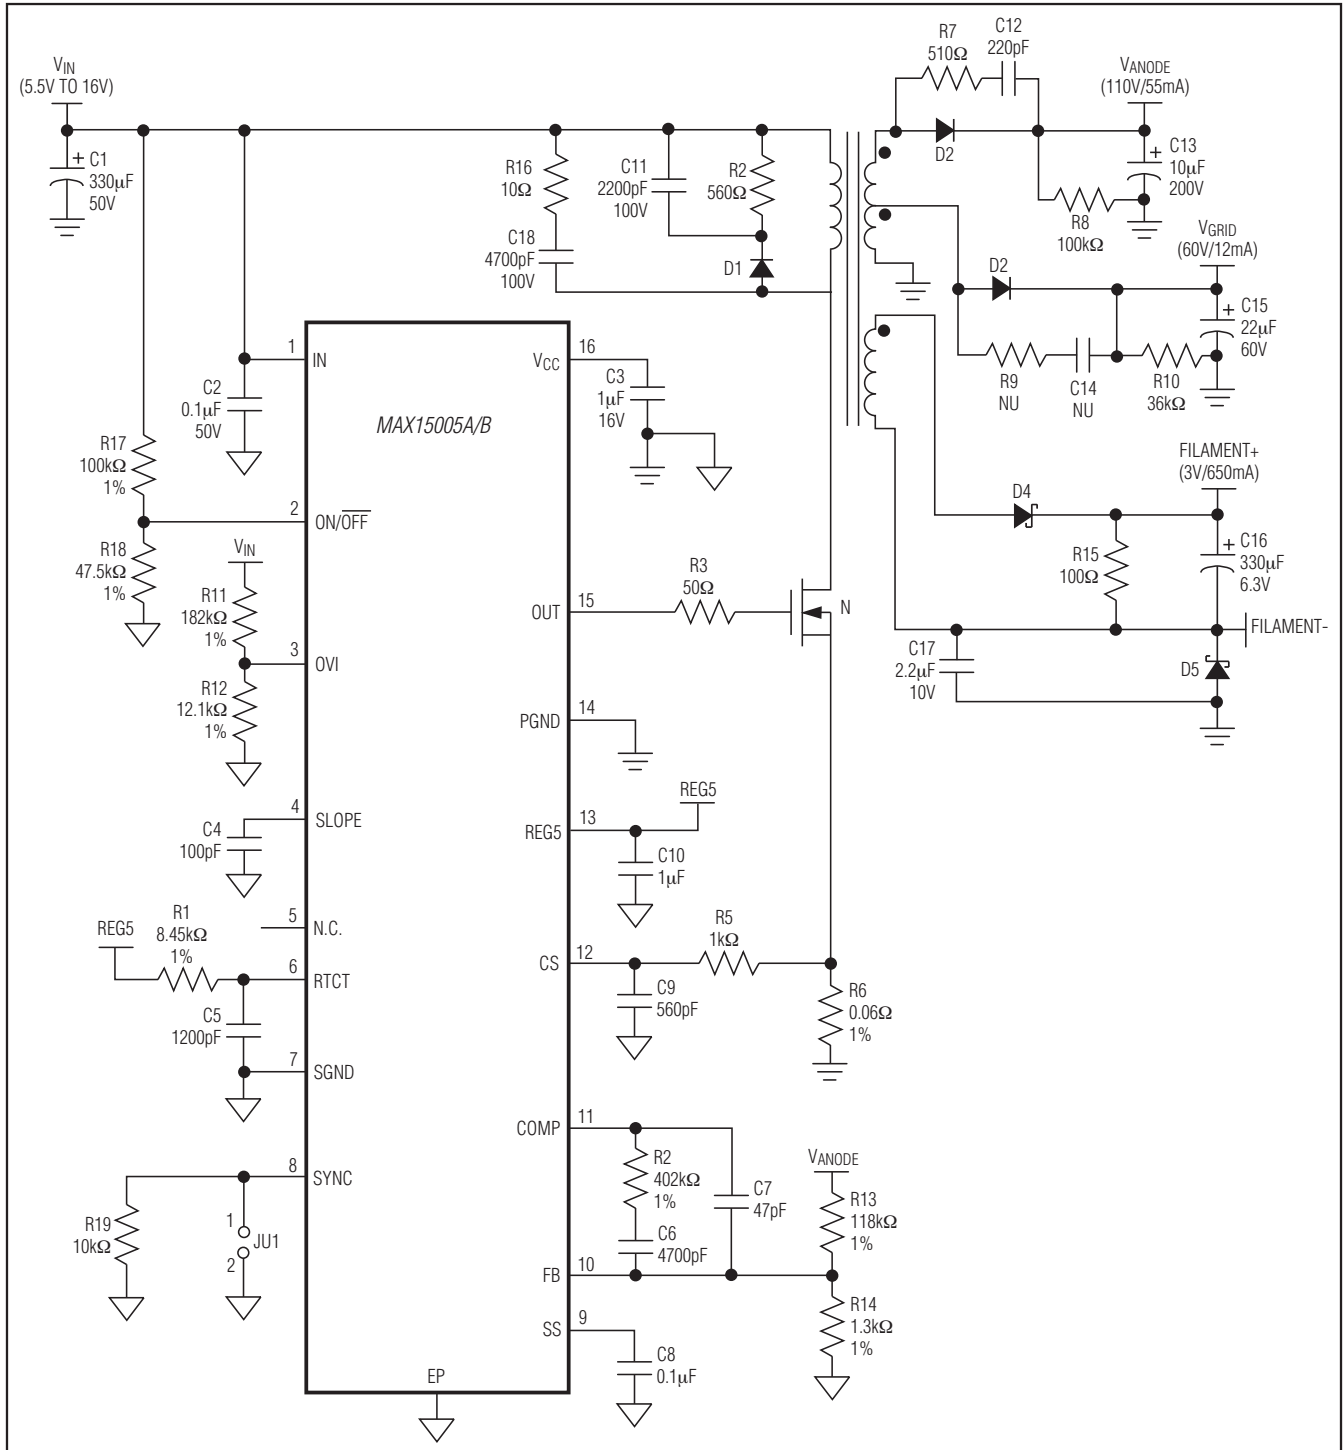 VIN
(5.5V TO 16V)
C1
330μF
50V
R16
10Ω
C18
4700pF
100V
C11
2200pF
100V
R2
560Ω
D1
R7
510Ω
C12
220pF
D2
VANODE
(110V/55mA)
C13
10μF
200V
R8
100kΩ
VGRID
(60V/12mA)
D2
C15
22μF
60V
R9
NU
C14
NU
R10
36kΩ
FILAMENT+
(3V/650mA)
D4
R15
100Ω
C16
330μF
6.3V
FILAMENT-
C17
2.2μF
10V
D5
MAX15005A/B
1
IN
C2
0.1μF
50V
R17
100kΩ
1%
2
ON/OFF
R18
47.5kΩ
1%
VIN
R11
182kΩ
1%
3
OVI
R12
12.1kΩ
1%
4
SLOPE
C4
100pF
5
N.C.
REG5
R1
8.45kΩ
1%
6
RTCT
C5
1200pF
7
SGND
8
SYNC
R19
10kΩ
1
JU1
2
EP
16
VCC
C3
1μF
16V
15
OUT
R3
50Ω
N
14
PGND
13
REG5
REG5
C10
1μF
12
CS
R5
1kΩ
C9
560pF
R6
0.06Ω
1%
11
COMP
R2
402kΩ
1%
C6
4700pF
C7
47pF
VANODE
R13
118kΩ
1%
10
FB
R14
1.3kΩ
1%
9
SS
C8
0.1μF